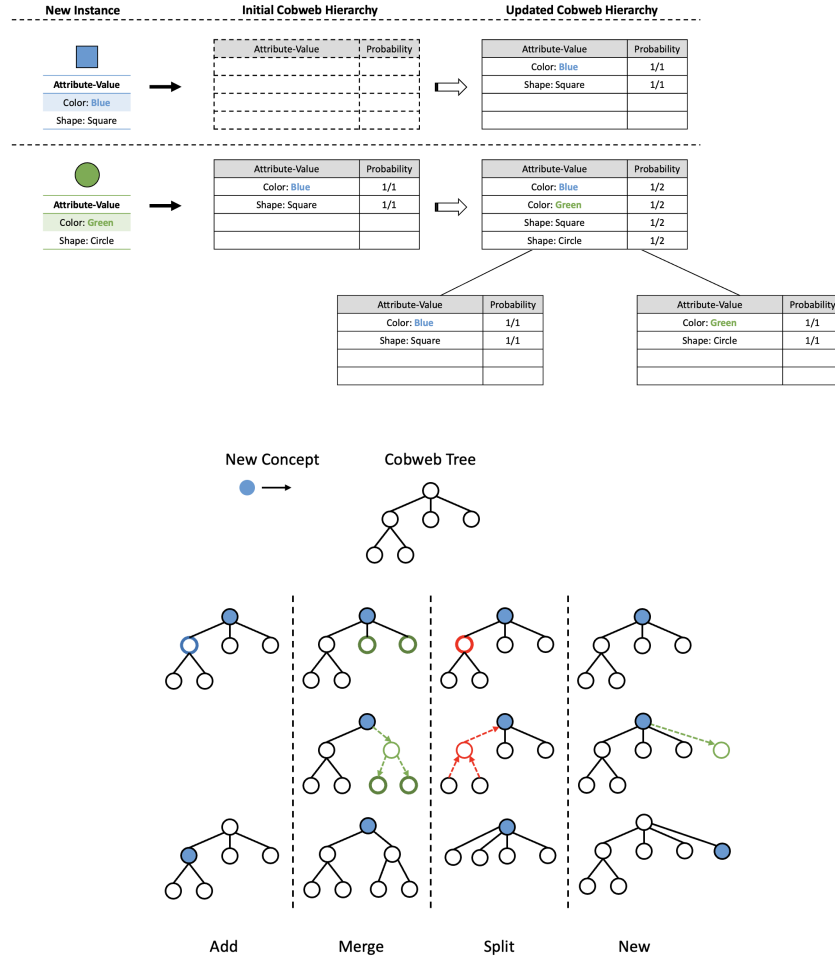 New Instance Initial Cobweb Hierarchy Updated Cobweb Hierarchy
Attribute-Value
Color: Blue
Shape: Square
Attribute-Value Probability
Attribute-Value Probability
Color: Blue 1/1
Shape: Square 1/1
Attribute-Value
Color: Green
Shape: Circle
Attribute-Value Probability
Color: Blue 1/1
Shape: Square 1/1
Attribute-Value Probability
Color: Blue 1/2
Color: Green 1/2
Shape: Square 1/2
Shape: Circle 1/2
Attribute-Value Probability
Color: Blue 1/1
Shape: Square 1/1
Attribute-Value Probability
Color: Green 1/1
Shape: Circle 1/1
New Concept Cobweb Tree
Add Merge Split New